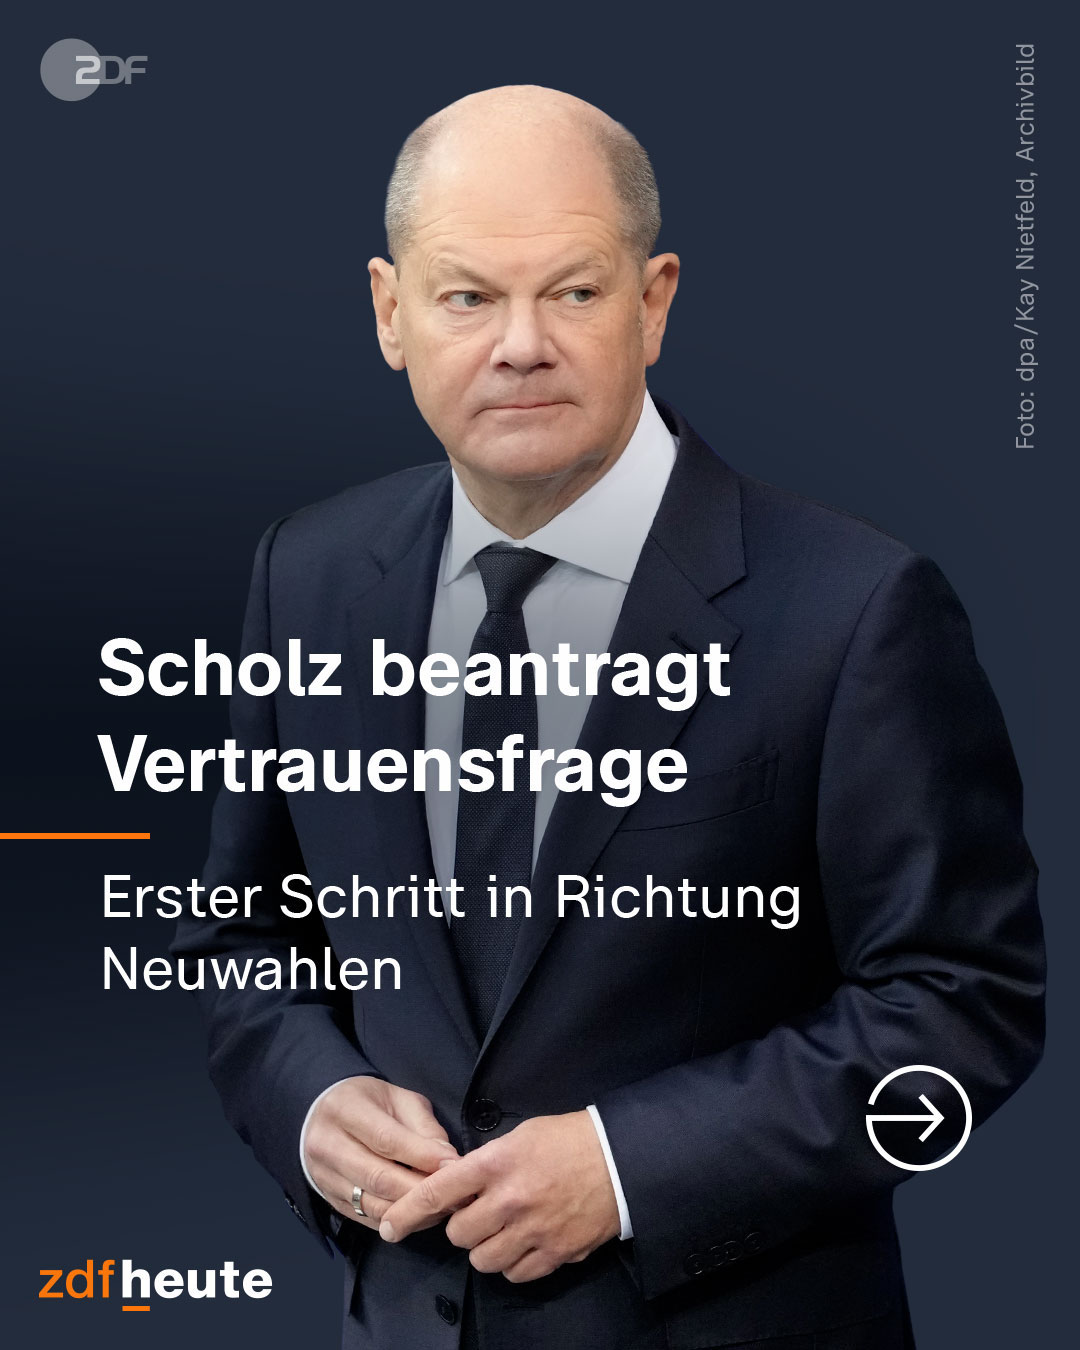 ZDF
Foto: dpa/Kay Nietfeld, Archivbild
Scholz beantragt
Vertrauensfrage
Erster Schritt in Richtung
Neuwahlen
zdfheute